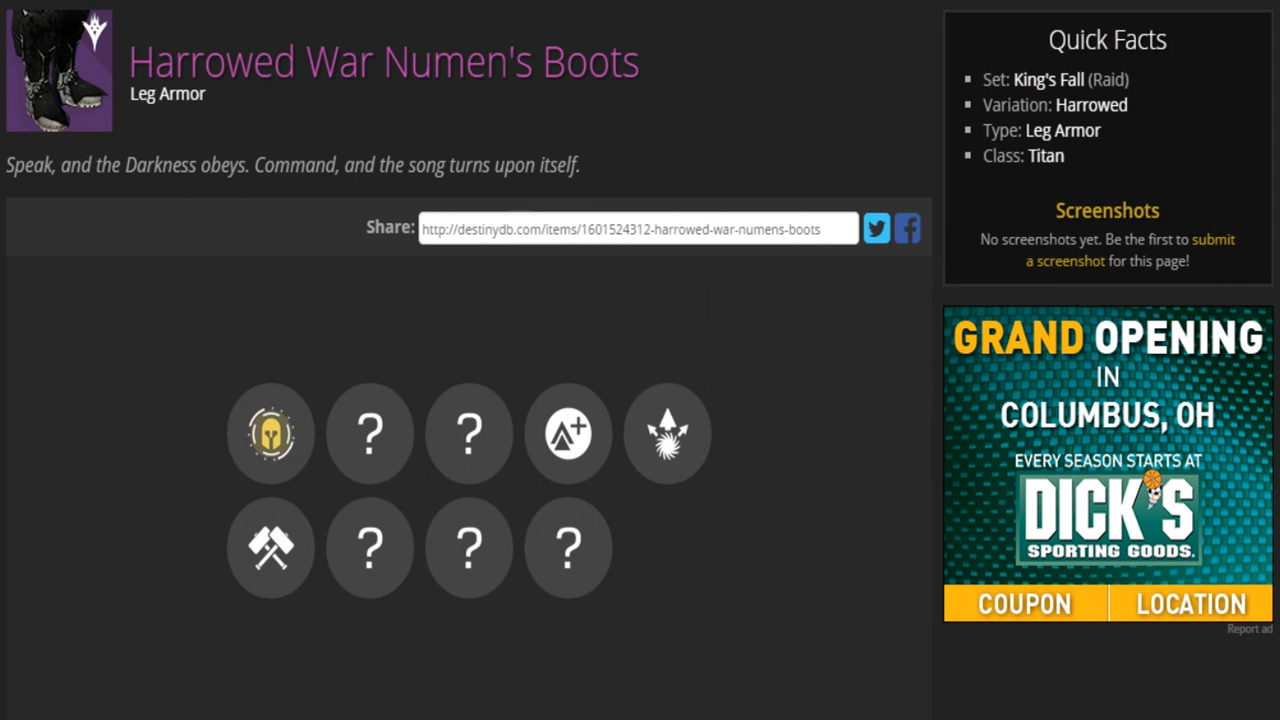 Harrowed War Numen's Boots
Leg Armor
Speak, and the Darkness obeys. Command, and the song turns upon itself.
Share: http://destinydb.com/items/1601524312-harrowed-war-numens-boots
? ?
? ? ?
Quick Facts
Set: King's Fall (Raid)
Variation: Harrowed
Type: Leg Armor
Class: Titan
Screenshots
No screenshots yet. Be the first to submit
a screenshot for this page!
GRAND OPENING
IN
COLUMBUS, OH
EVERY SEASON STARTS AT
DICK'S
SPORTING GOODS.
COUPON LOCATION
Report ad